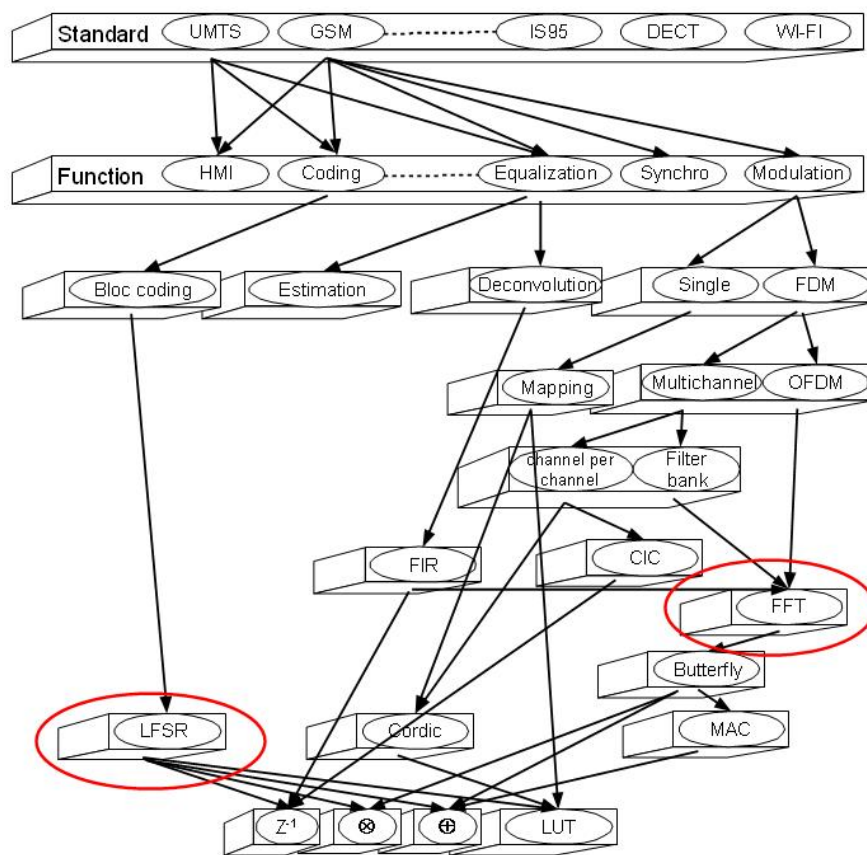 Standard UMTS GSM IS95 DECT WI-FI
Function HMI Coding Equalization Synchro Modulation
Bloc coding Estimation Deconvolution Single FDM
Mapping Multichannel OFDM
channel per
channel
Filter
bank
FIR CIC
FFT
Butterfly
LFSR Cordic MAC
Z⁻¹ ⊗ ⊕ LUT